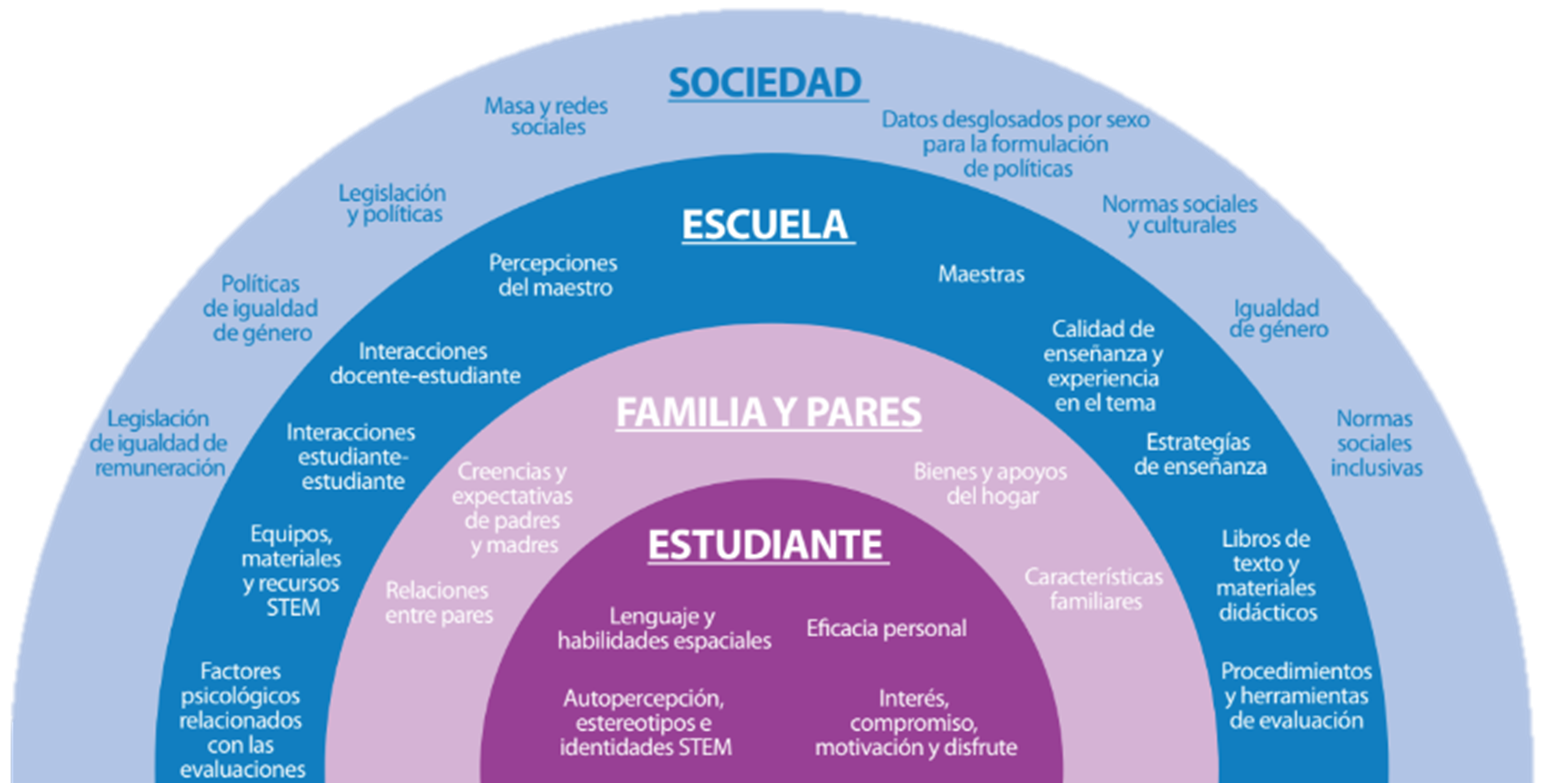 SOCIEDAD
Masa y redes
sociales
Datos desglosados por sexo
para la formulación
de políticas
Legislación
y políticas
Normas sociales
y culturales
Políticas
de igualdad
de género
Igualdad
de género
Legislación
de igualdad de
remuneración
Normas
sociales
inclusivas
ESCUELA
Percepciones
del maestro
Maestras
Interacciones
docente-estudiante
Calidad de
enseñanza y
experiencia
en el tema
Interacciones
estudiante-
estudiante
Estrategías
de enseñanza
Equipos,
materiales
y recursos
STEM
Libros de
texto y
materiales
didácticos
Factores
psicológicos
relacionados
con las
evaluaciones
Procedimientos
y herramientas
de evaluación
FAMILIA Y PARES
Creencias y
expectativas
de padres
y madres
Bienes y apoyos
del hogar
Relaciones
entre pares
Características
familiares
ESTUDIANTE
Lenguaje y
habilidades espaciales
Eficacia personal
Autopercepción,
estereotipos e
identidades STEM
Interés,
compromiso,
motivación y disfrute